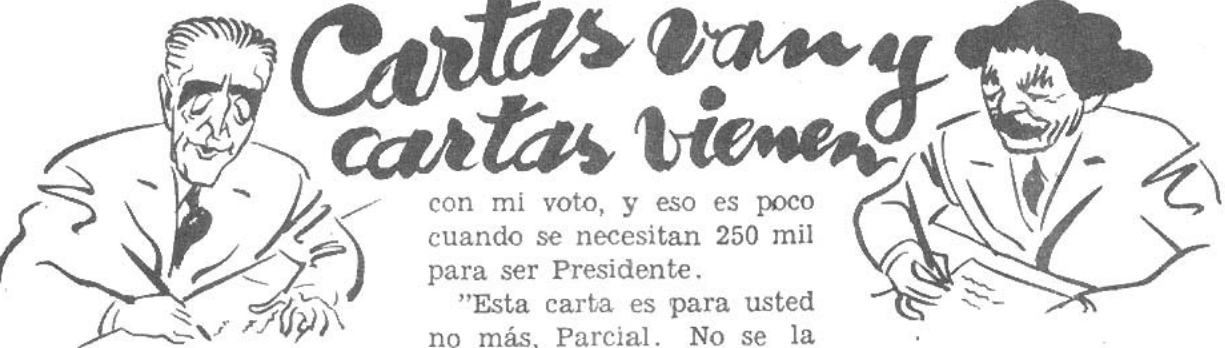 Cartas van y
cartas vienen
con mi voto, y eso es poco
cuando se necesitan 250 mil
para ser Presidente.
"Esta carta es para usted
no más, Parcial. No se la